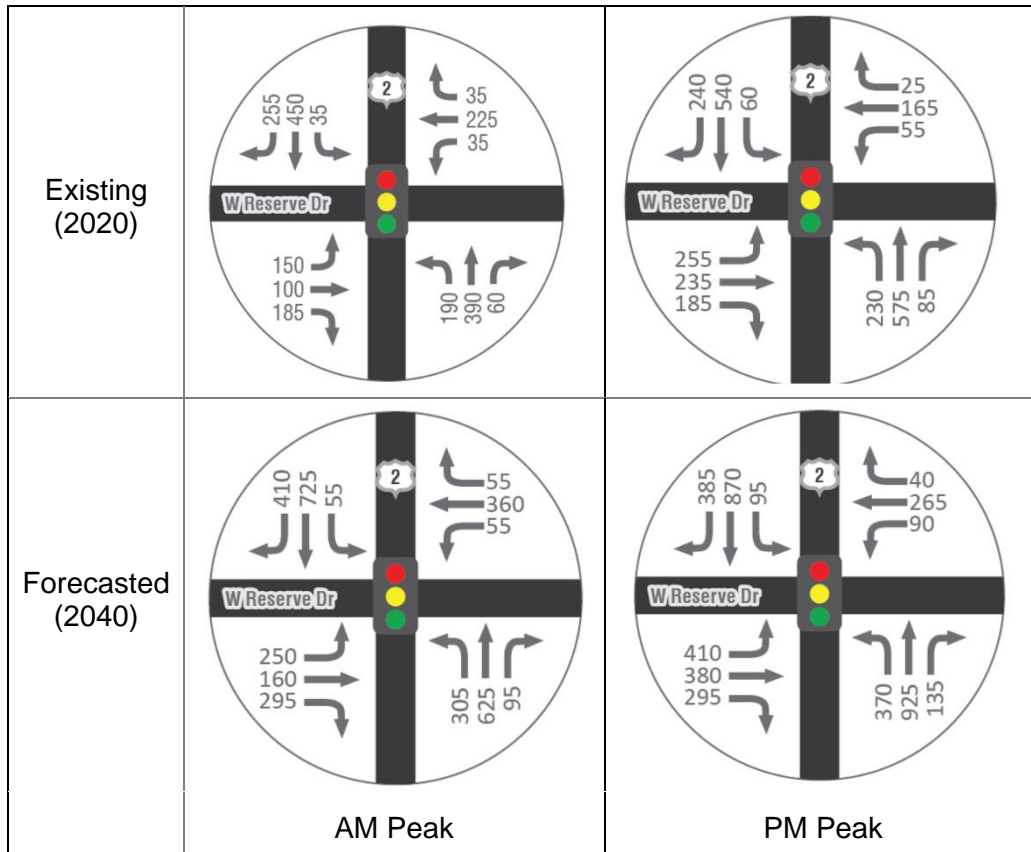 Existing
(2020)
255 450 35
2
35
225
35
W Reserve Dr
150
100
185
190 390 60
240 540 60
2
25
165
55
W Reserve Dr
255
235
185
230 575 85
Forecasted
(2040)
410 725 55
2
55
360
55
W Reserve Dr
250
160
295
305 625 95
385 870 95
2
40
265
90
W Reserve Dr
410
380
295
370 925 135
AM Peak
PM Peak